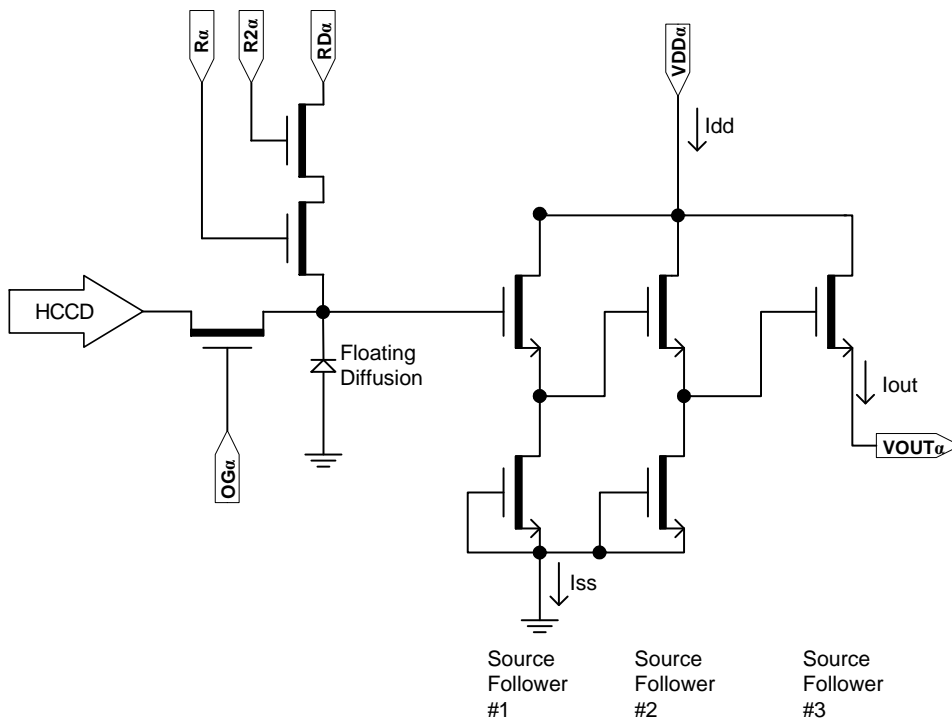 Rα
R2α
RDα
VDDα
Idd
HCCD
Floating
Diffusion
Iout
VOUTα
OGα
Iss
Source
Follower
#1
Source
Follower
#2
Source
Follower
#3